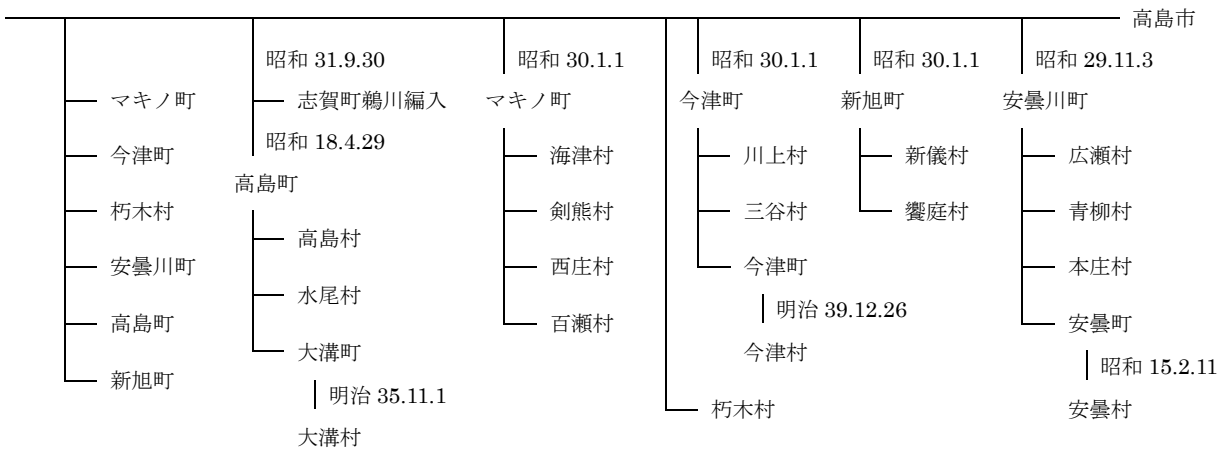 高島市
マキノ町
今津町
朽木村
安曇川町
高島町
新旭町
昭和 31.9.30
志賀町鵜川編入
昭和 18.4.29
高島町
高島村
水尾村
大溝町
明治 35.11.1
大溝村
昭和 30.1.1
マキノ町
海津村
剣熊村
西庄村
百瀬村
朽木村
昭和 30.1.1
今津町
川上村
三谷村
今津町
明治 39.12.26
今津村
昭和 30.1.1
新旭町
新儀村
饗庭村
昭和 29.11.3
安曇川町
広瀬村
青柳村
本庄村
安曇町
昭和 15.2.11
安曇村